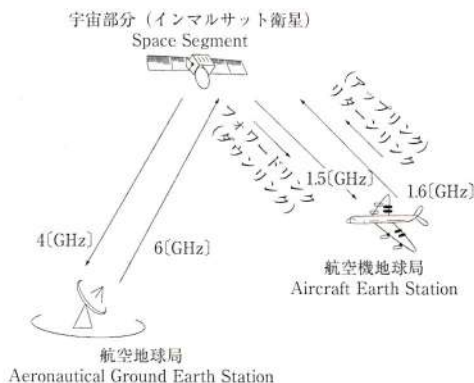 宇宙部分（インマルサット衛星）
Space Segment
フォワードリンク
（ダウンリンク）
（アップリンク）
リターンリンク
1.5〔GHz〕
1.6〔GHz〕
4〔GHz〕
6〔GHz〕
航空機地球局
Aircraft Earth Station
航空地球局
Aeronautical Ground Earth Station